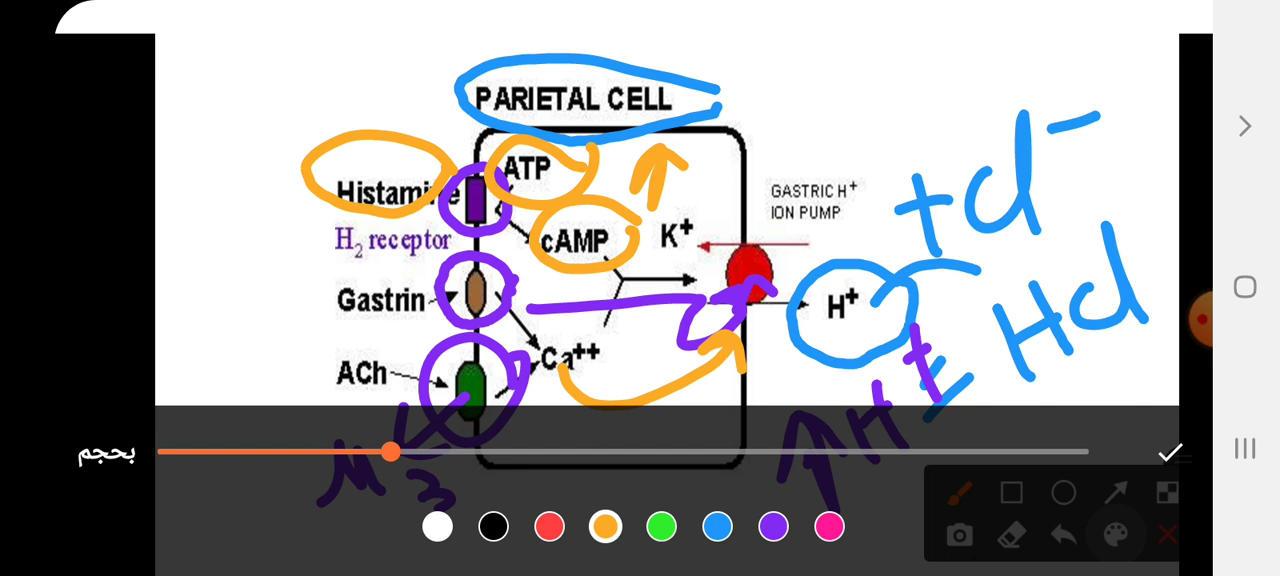 PARIETAL CELL
ATP
Histamine
H2 receptor
cAMP
K+
GASTRIC H+
ION PUMP
+ cl-
Gastrin
H+
= Hcl
Ca++
ACh
↑ H+
M3
بحجم